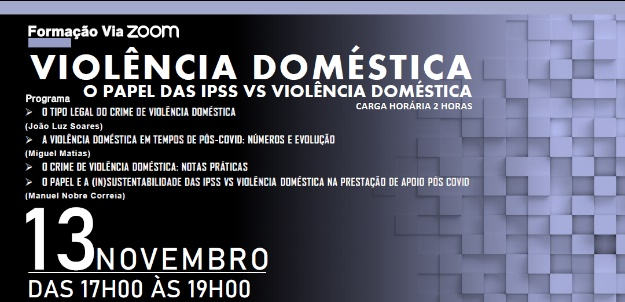 Formação Via zoom
VIOLÊNCIA DOMÉSTICA
O PAPEL DAS IPSS VS VIOLÊNCIA DOMÉSTICA
CARGA HORÁRIA 2 HORAS
Programa
➢ O TIPO LEGAL DO CRIME DE VIOLÊNCIA DOMÉSTICA
(João Luz Soares)
➢ A VIOLÊNCIA DOMÉSTICA EM TEMPOS DE PÓS-COVID: NÚMEROS E EVOLUÇÃO
(Miguel Matias)
➢ O CRIME DE VIOLÊNCIA DOMÉSTICA: NOTAS PRÁTICAS
➢ O PAPEL E A (IN)SUSTENTABILIDADE DAS IPSS VS VIOLÊNCIA DOMÉSTICA NA PRESTAÇÃO DE APOIO PÓS COVID
(Manuel Nobre Correia)
13 NOVEMBRO
DAS 17H00 ÀS 19H00